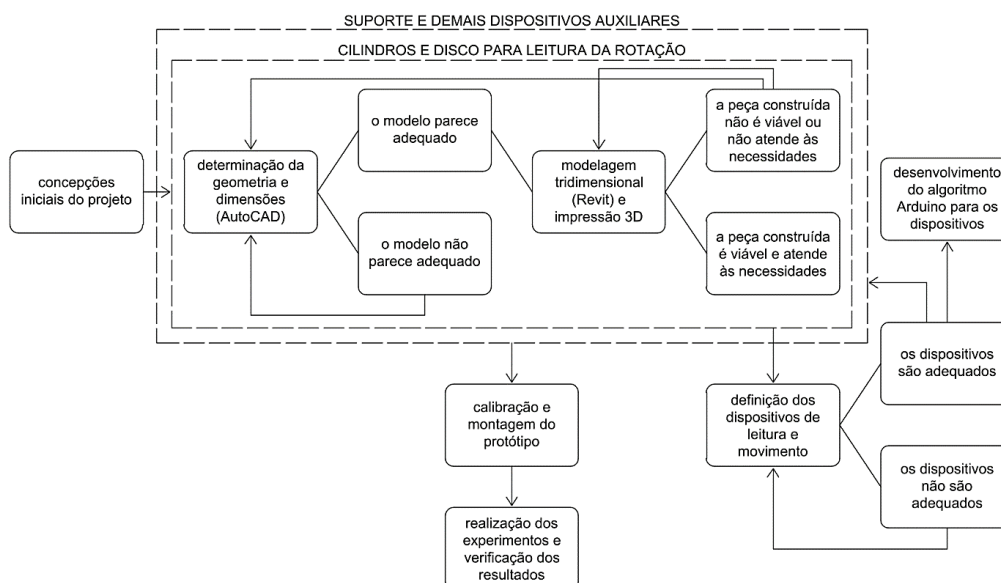 SUPORTE E DEMAIS DISPOSITIVOS AUXILIARES
CILINDROS E DISCO PARA LEITURA DA ROTAÇÃO
concepções
iniciais do projeto
determinação da
geometria e
dimensões
(AutoCAD)
o modelo parece
adequado
o modelo não
parece adequado
modelagem
tridimensional
(Revit) e
impressão 3D
a peça construída
não é viável ou
não atende às
necessidades
a peça construída
é viável e atende
às necessidades
desenvolvimento
do algoritmo
Arduino para os
dispositivos
os dispositivos
são adequados
definição dos
dispositivos de
leitura e
movimento
os dispositivos
não são
adequados
calibração e
montagem do
protótipo
realização dos
experimentos e
verificação dos
resultados